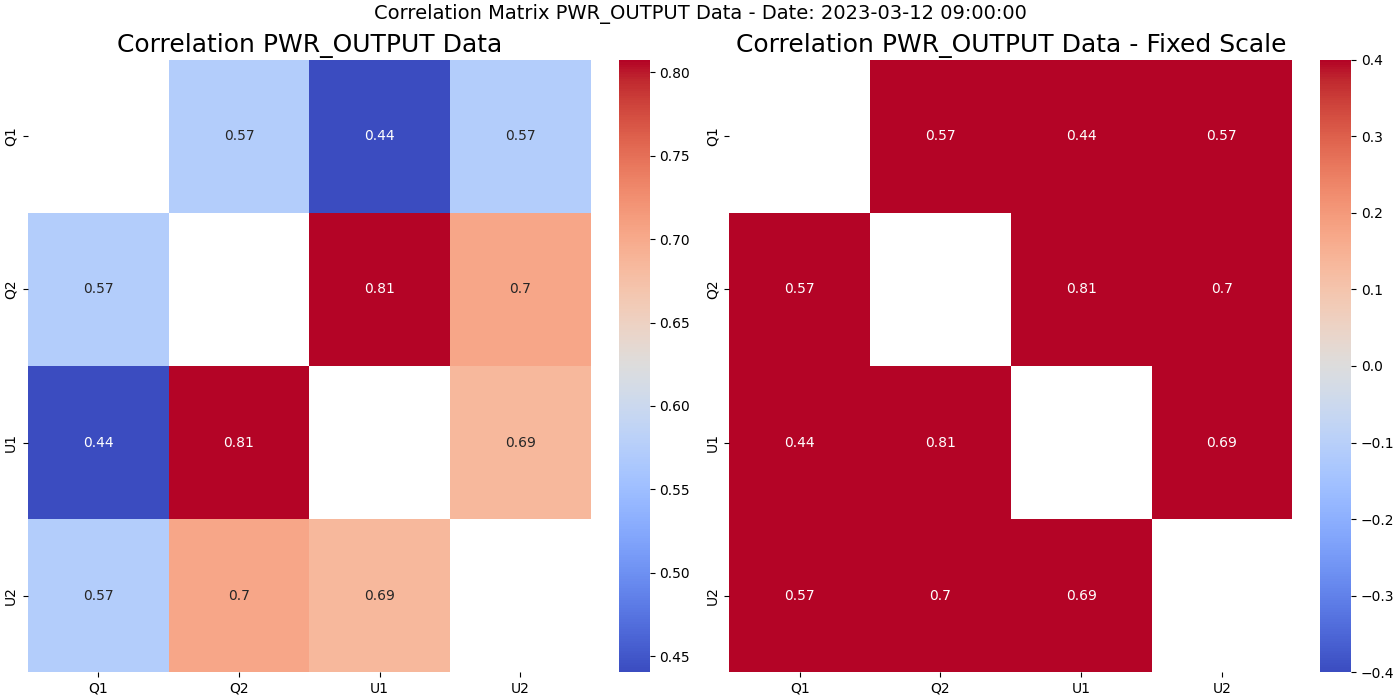 Correlation Matrix PWR_OUTPUT Data - Date: 2023-03-12 09:00:00
Correlation PWR_OUTPUT Data
Q1
0.57
0.44
0.57
Q2
0.57
0.81
0.7
U1
0.44
0.81
0.69
U2
0.57
0.7
0.69
Q1
Q2
U1
U2
0.80
0.75
0.70
0.65
0.60
0.55
0.50
0.45
Correlation PWR_OUTPUT Data - Fixed Scale
Q1
0.57
0.44
0.57
Q2
0.57
0.81
0.7
U1
0.44
0.81
0.69
U2
0.57
0.7
0.69
Q1
Q2
U1
U2
0.4
0.3
0.2
0.1
0.0
−0.1
−0.2
−0.3
−0.4